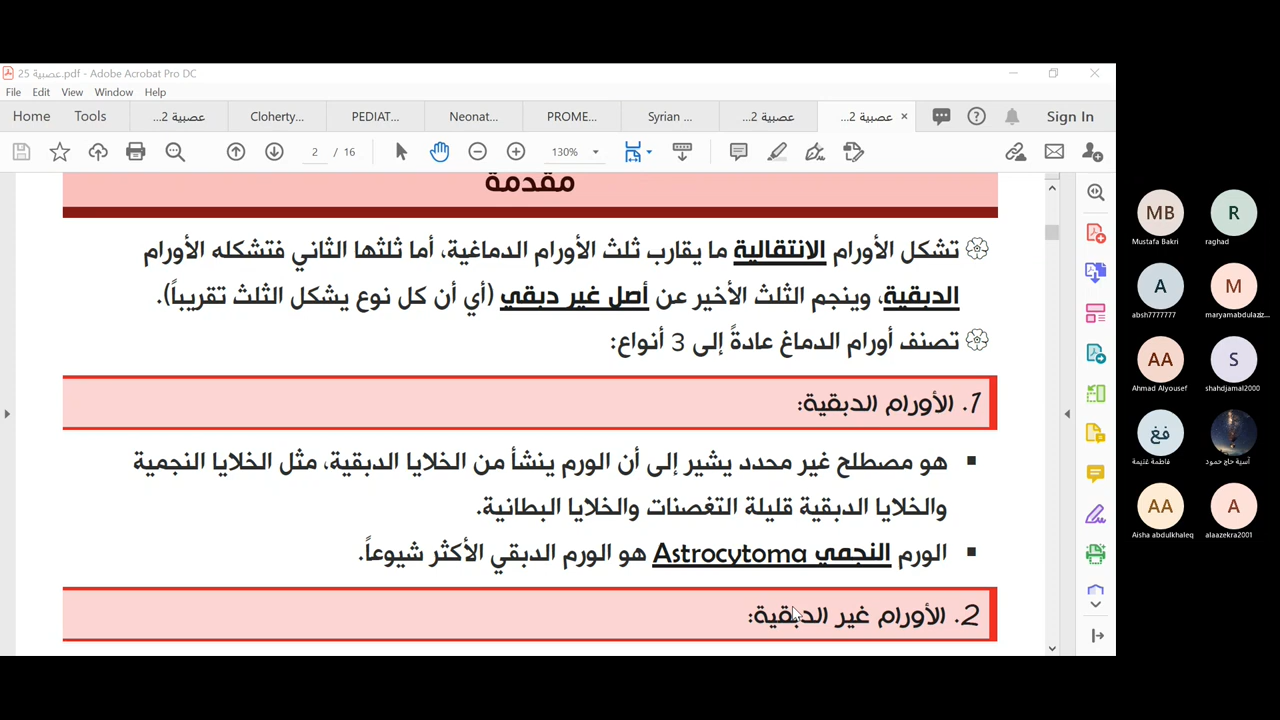 عصبية 25.pdf - Adobe Acrobat Pro DC
File Edit View Window Help
Home Tools عصبية 2... Cloherty... PEDIAT... Neonat... PROME... Syrian ... عصبية 2... عصبية 2... × Sign In
2 / 16 130%
مقدمة
تشكل الأورام الانتقالية ما يقارب ثلث الأورام الدماغية، أما ثلثها الثاني فتشكله الأورام
الدبقية، وينجم الثلث الأخير عن أصل غير دبقي (أي أن كل نوع يشكل الثلث تقريباً).
تصنف أورام الدماغ عادةً إلى 3 أنواع:
1. الأورام الدبقية:
هو مصطلح غير محدد يشير إلى أن الورم ينشأ من الخلايا الدبقية، مثل الخلايا النجمية
والخلايا الدبقية قليلة التغصنات والخلايا البطانية.
الورم النجمي Astrocytoma هو الورم الدبقي الأكثر شيوعاً.
2. الأورام غير الدبقية:
MB R
Mustafa Bakri raghad
A M
absh7777777 maryamabdulaziz...
AA S
Ahmad Alyousef shahdjamal2000
فغ
فاطمة غنيمة آسية حاج حمود
AA A
Aisha abdulkhaleq alaazekra2001